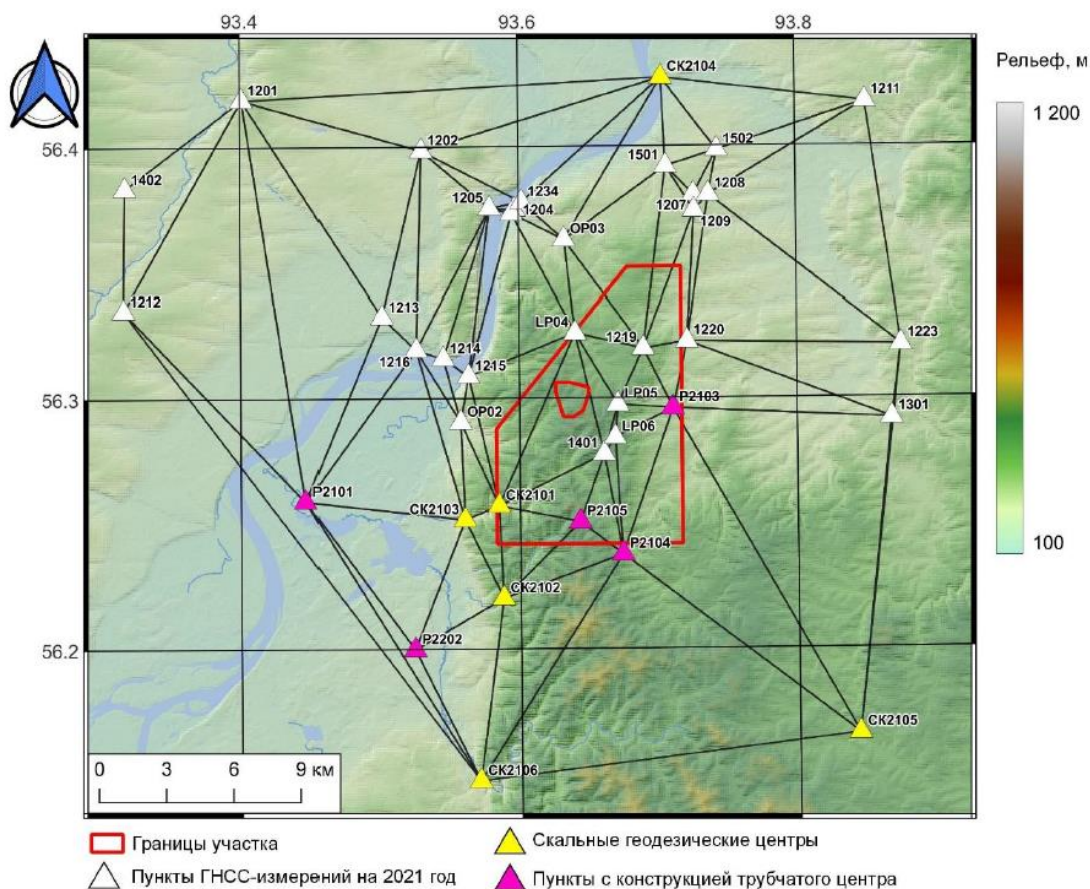 93.4 93.6 93.8
СК2104
Рельеф, м
1201
1211
1 200
1202
1502
56.4
1501
1402
1234
1208
1205
1204
1207
1209
ОР03
1212
1213
LP04
1219
1220
1223
1214
1216
1215
LP05
Р2103
56.3
1301
ОР02
LP06
1401
Р2101
СК2101
СК2103
Р2105
Р2104
100
СК2102
Р2202
56.2
СК2105
0 3 6 9 км
СК2106
Границы участка
Скальные геодезические центры
Пункты ГНСС-измерений на 2021 год
Пункты с конструкцией трубчатого центра